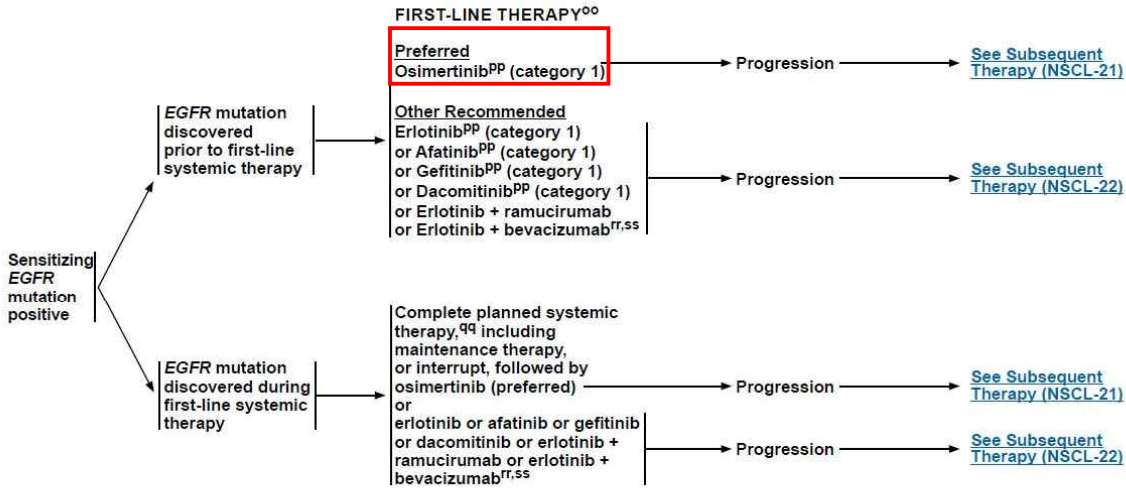 FIRST-LINE THERAPYoo
Preferred
Osimertinibpp (category 1)
Progression
See Subsequent
Therapy (NSCL-21)
EGFR mutation
discovered
prior to first-line
systemic therapy
Other Recommended
Erlotinibpp (category 1)
or Afatinibpp (category 1)
or Gefitinibpp (category 1)
or Dacomitinibpp (category 1)
or Erlotinib + ramucirumab
or Erlotinib + bevacizumabrr,ss
Progression
See Subsequent
Therapy (NSCL-22)
Sensitizing
EGFR
mutation
positive
EGFR mutation
discovered during
first-line systemic
therapy
Complete planned systemic
therapy,qq including
maintenance therapy,
or interrupt, followed by
osimertinib (preferred)
or
erlotinib or afatinib or gefitinib
or dacomitinib or erlotinib +
ramucirumab or erlotinib +
bevacizumabrr,ss
Progression
See Subsequent
Therapy (NSCL-21)
Progression
See Subsequent
Therapy (NSCL-22)